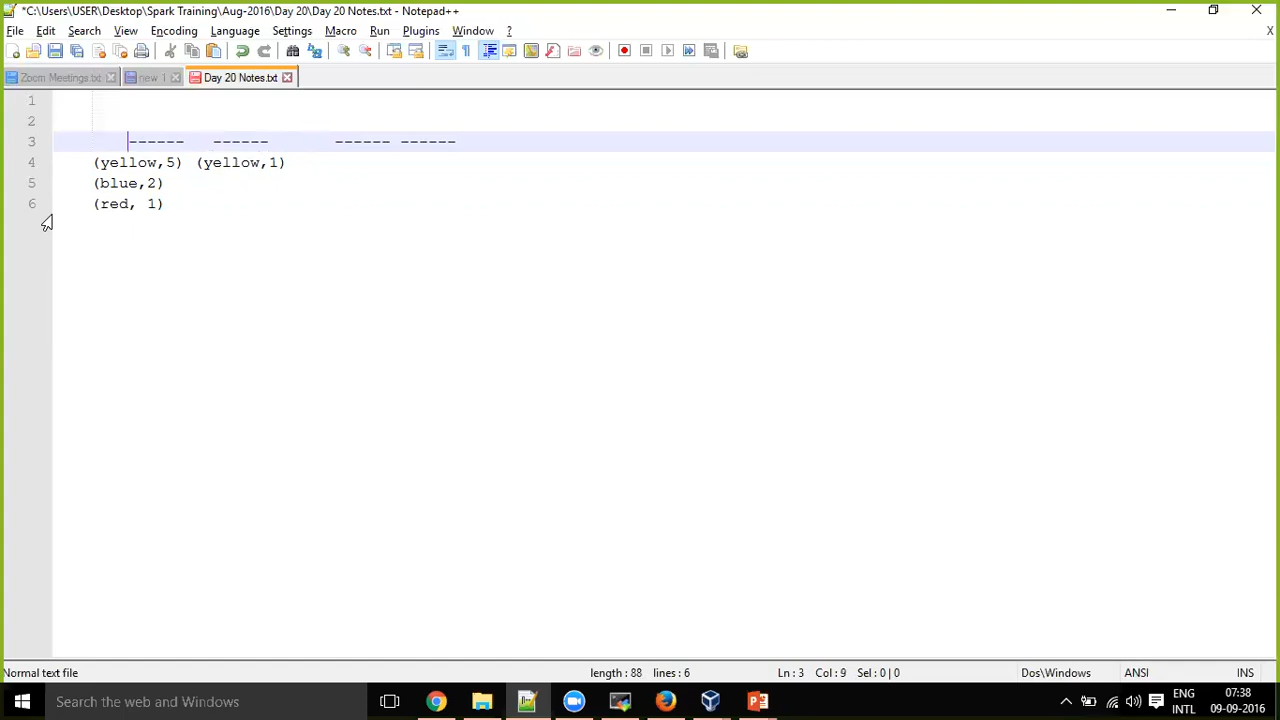 *C:\Users\USER\Desktop\Spark Training\Aug-2016\Day 20\Day 20 Notes.txt - Notepad++
File Edit Search View Encoding Language Settings Macro Run Plugins Window ? X
Zoom Meetings.txt new 1 Day 20 Notes.txt
1
2
3 ------ ------ ------ ------
4 (yellow,5) (yellow,1)
5 (blue,2)
6 (red, 1)
Normal text file length : 88 lines : 6 Ln : 3 Col : 9 Sel : 0 | 0 Dos\Windows ANSI INS
Search the web and Windows
ENG 07:38
INTL 09-09-2016